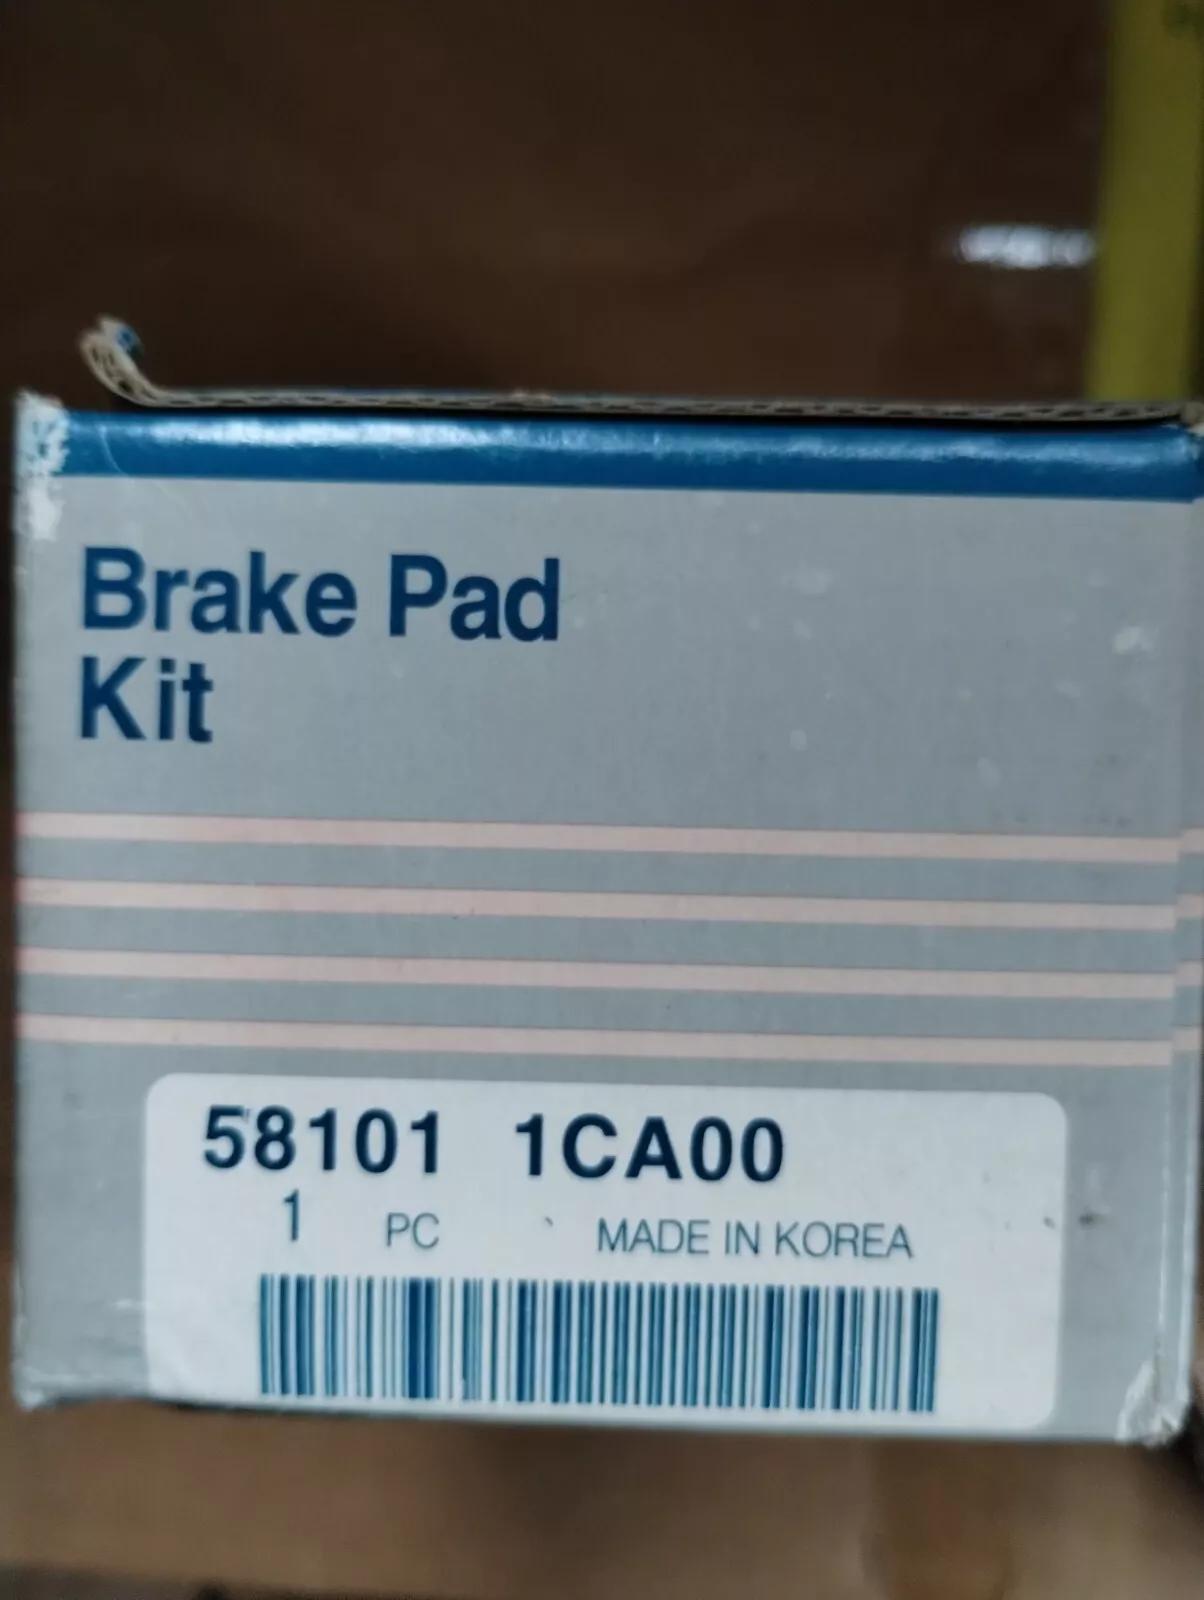 Brake Pad
Kit
58101 1CA00
1 PC MADE IN KOREA